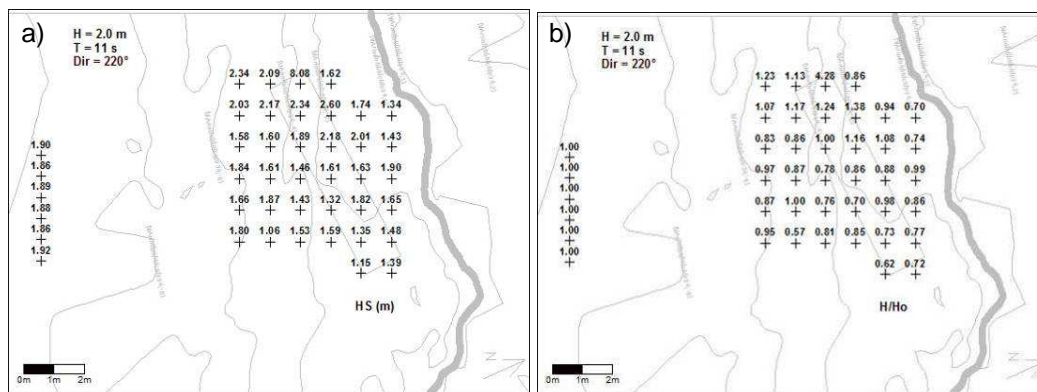 a)
H = 2.0 m
T = 11 s
Dir = 220°
2.34 2.09 8.08 1.62
2.03 2.17 2.34 2.60 1.74 1.34
1.58 1.60 1.89 2.18 2.01 1.43
1.84 1.61 1.46 1.61 1.63 1.90
1.66 1.87 1.43 1.32 1.82 1.65
1.80 1.06 1.53 1.59 1.35 1.48
1.15 1.39
1.90
1.86
1.89
1.88
1.86
1.92
HS (m)
0m 1m 2m
N
b)
H = 2.0 m
T = 11 s
Dir = 220°
1.23 1.13 4.28 0.86
1.07 1.17 1.24 1.38 0.94 0.70
0.83 0.86 1.00 1.16 1.08 0.74
0.97 0.87 0.78 0.86 0.88 0.99
0.87 1.00 0.76 0.70 0.98 0.86
0.95 0.57 0.81 0.85 0.73 0.77
0.62 0.72
1.00
1.00
1.00
1.00
1.00
1.00
H/Ho
0m 1m 2m
N